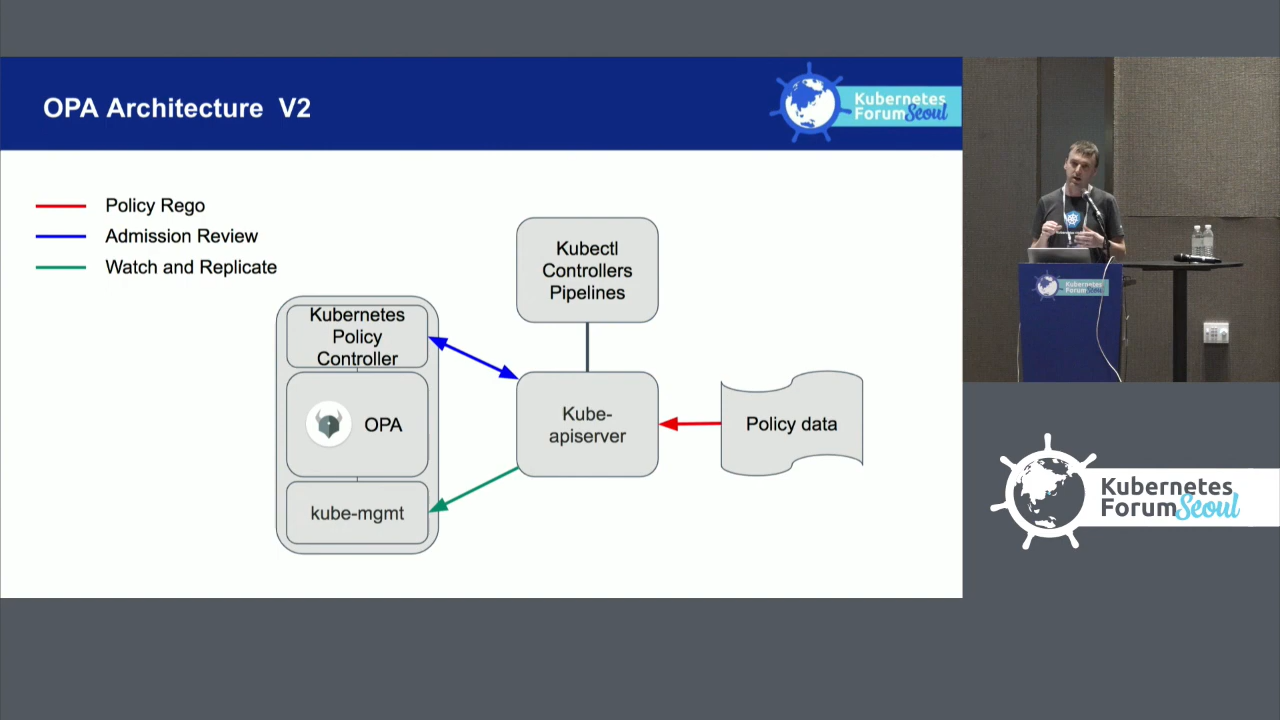 OPA Architecture V2
Kubernetes
Forum Seoul
Policy Rego
Admission Review
Watch and Replicate
Kubectl
Controllers
Pipelines
Kubernetes
Policy
Controller
OPA
kube-mgmt
Kube-
apiserver
Policy data
Kubernetes
Forum Seoul
Kubernetes
Forum Seoul